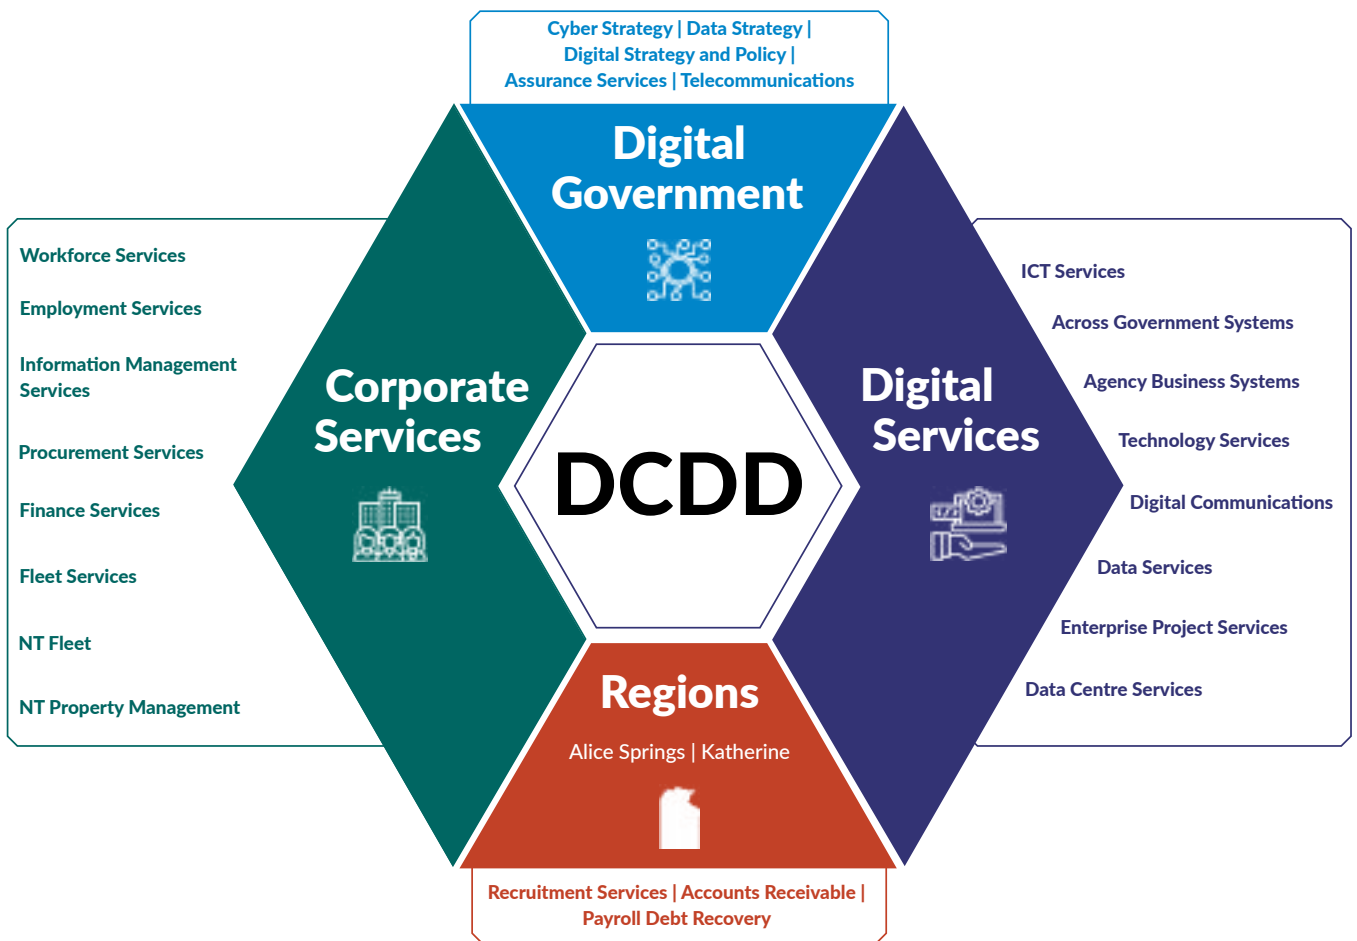 Cyber Strategy | Data Strategy |
Digital Strategy and Policy |
Assurance Services | Telecommunications
Digital
Government
Workforce Services
Employment Services
Information Management
Services
Procurement Services
Finance Services
Fleet Services
NT Fleet
NT Property Management
Corporate
Services
DCDD
Digital
Services
ICT Services
Across Government Systems
Agency Business Systems
Technology Services
Digital Communications
Data Services
Enterprise Project Services
Data Centre Services
Regions
Alice Springs | Katherine
Recruitment Services | Accounts Receivable |
Payroll Debt Recovery